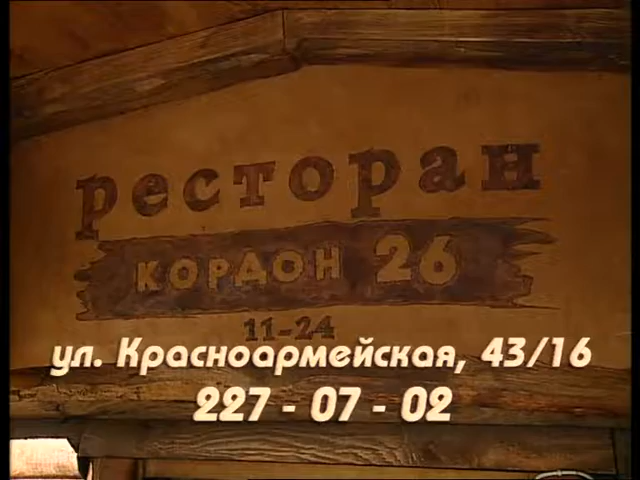 ресторан
КОРДОН 26
11-24
ул. Красноармейская, 43/16
227 - 07 - 02